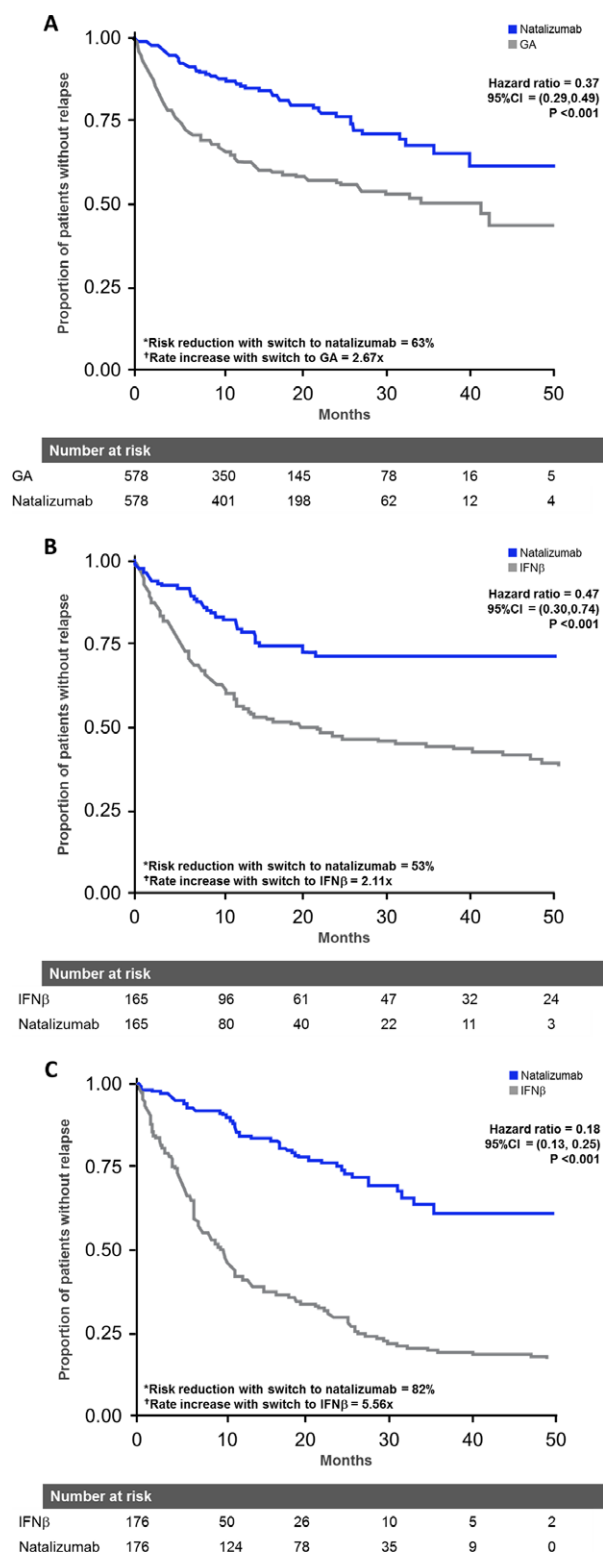 A
1.00
0.75
0.50
0.25
0.00
Proportion of patients without relapse
Natalizumab
GA
Hazard ratio = 0.37
95%CI = (0.29,0.49)
P <0.001
*Risk reduction with switch to natalizumab = 63%
†Rate increase with switch to GA = 2.67x
0 10 20 30 40 50
Months
Number at risk
GA 578 350 145 78 16 5
Natalizumab 578 401 198 62 12 4
B
1.00
0.75
0.50
0.25
0.00
Proportion of patients without relapse
Natalizumab
IFNβ
Hazard ratio = 0.47
95%CI = (0.30,0.74)
P <0.001
*Risk reduction with switch to natalizumab = 53%
†Rate increase with switch to IFNβ = 2.11x
0 10 20 30 40 50
Months
Number at risk
IFNβ 165 96 61 47 32 24
Natalizumab 165 80 40 22 11 3
C
1.00
0.75
0.50
0.25
0.00
Proportion of patients without relapse
Natalizumab
IFNβ
Hazard ratio = 0.18
95%CI = (0.13, 0.25)
P <0.001
*Risk reduction with switch to natalizumab = 82%
†Rate increase with switch to IFNβ = 5.56x
0 10 20 30 40 50
Months
Number at risk
IFNβ 176 50 26 10 5 2
Natalizumab 176 124 78 35 9 0